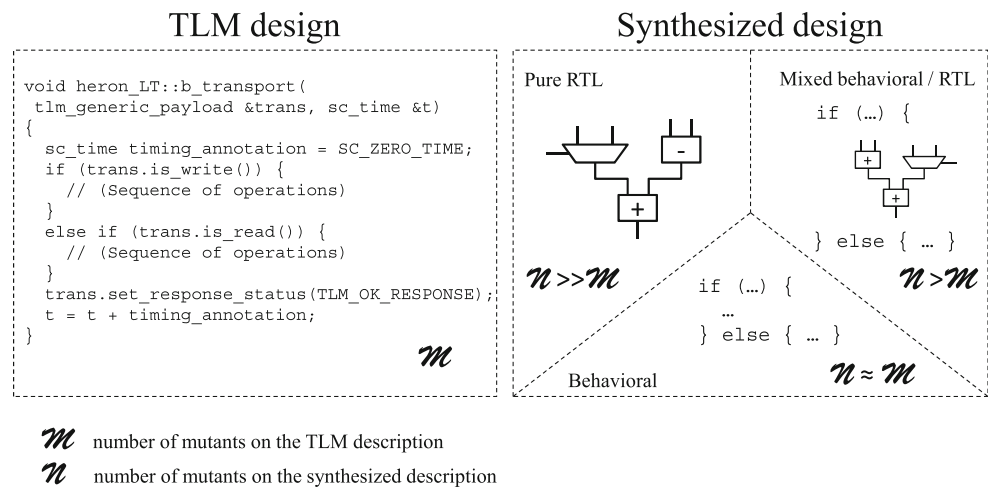 TLM design
void heron_LT::b_transport(
tlm_generic_payload &trans, sc_time &t)
{
sc_time timing_annotation = SC_ZERO_TIME;
if (trans.is_write()) {
// (Sequence of operations)
}
else if (trans.is_read()) {
// (Sequence of operations)
}
trans.set_response_status(TLM_OK_RESPONSE);
t = t + timing_annotation;
}
M
Synthesized design
Pure RTL
-
+
N >> M
Mixed behavioral / RTL
if (…) {
+
+
} else { … }
N > M
if (…) {
…
} else { … }
Behavioral
N ≈ M
M number of mutants on the TLM description
N number of mutants on the synthesized description